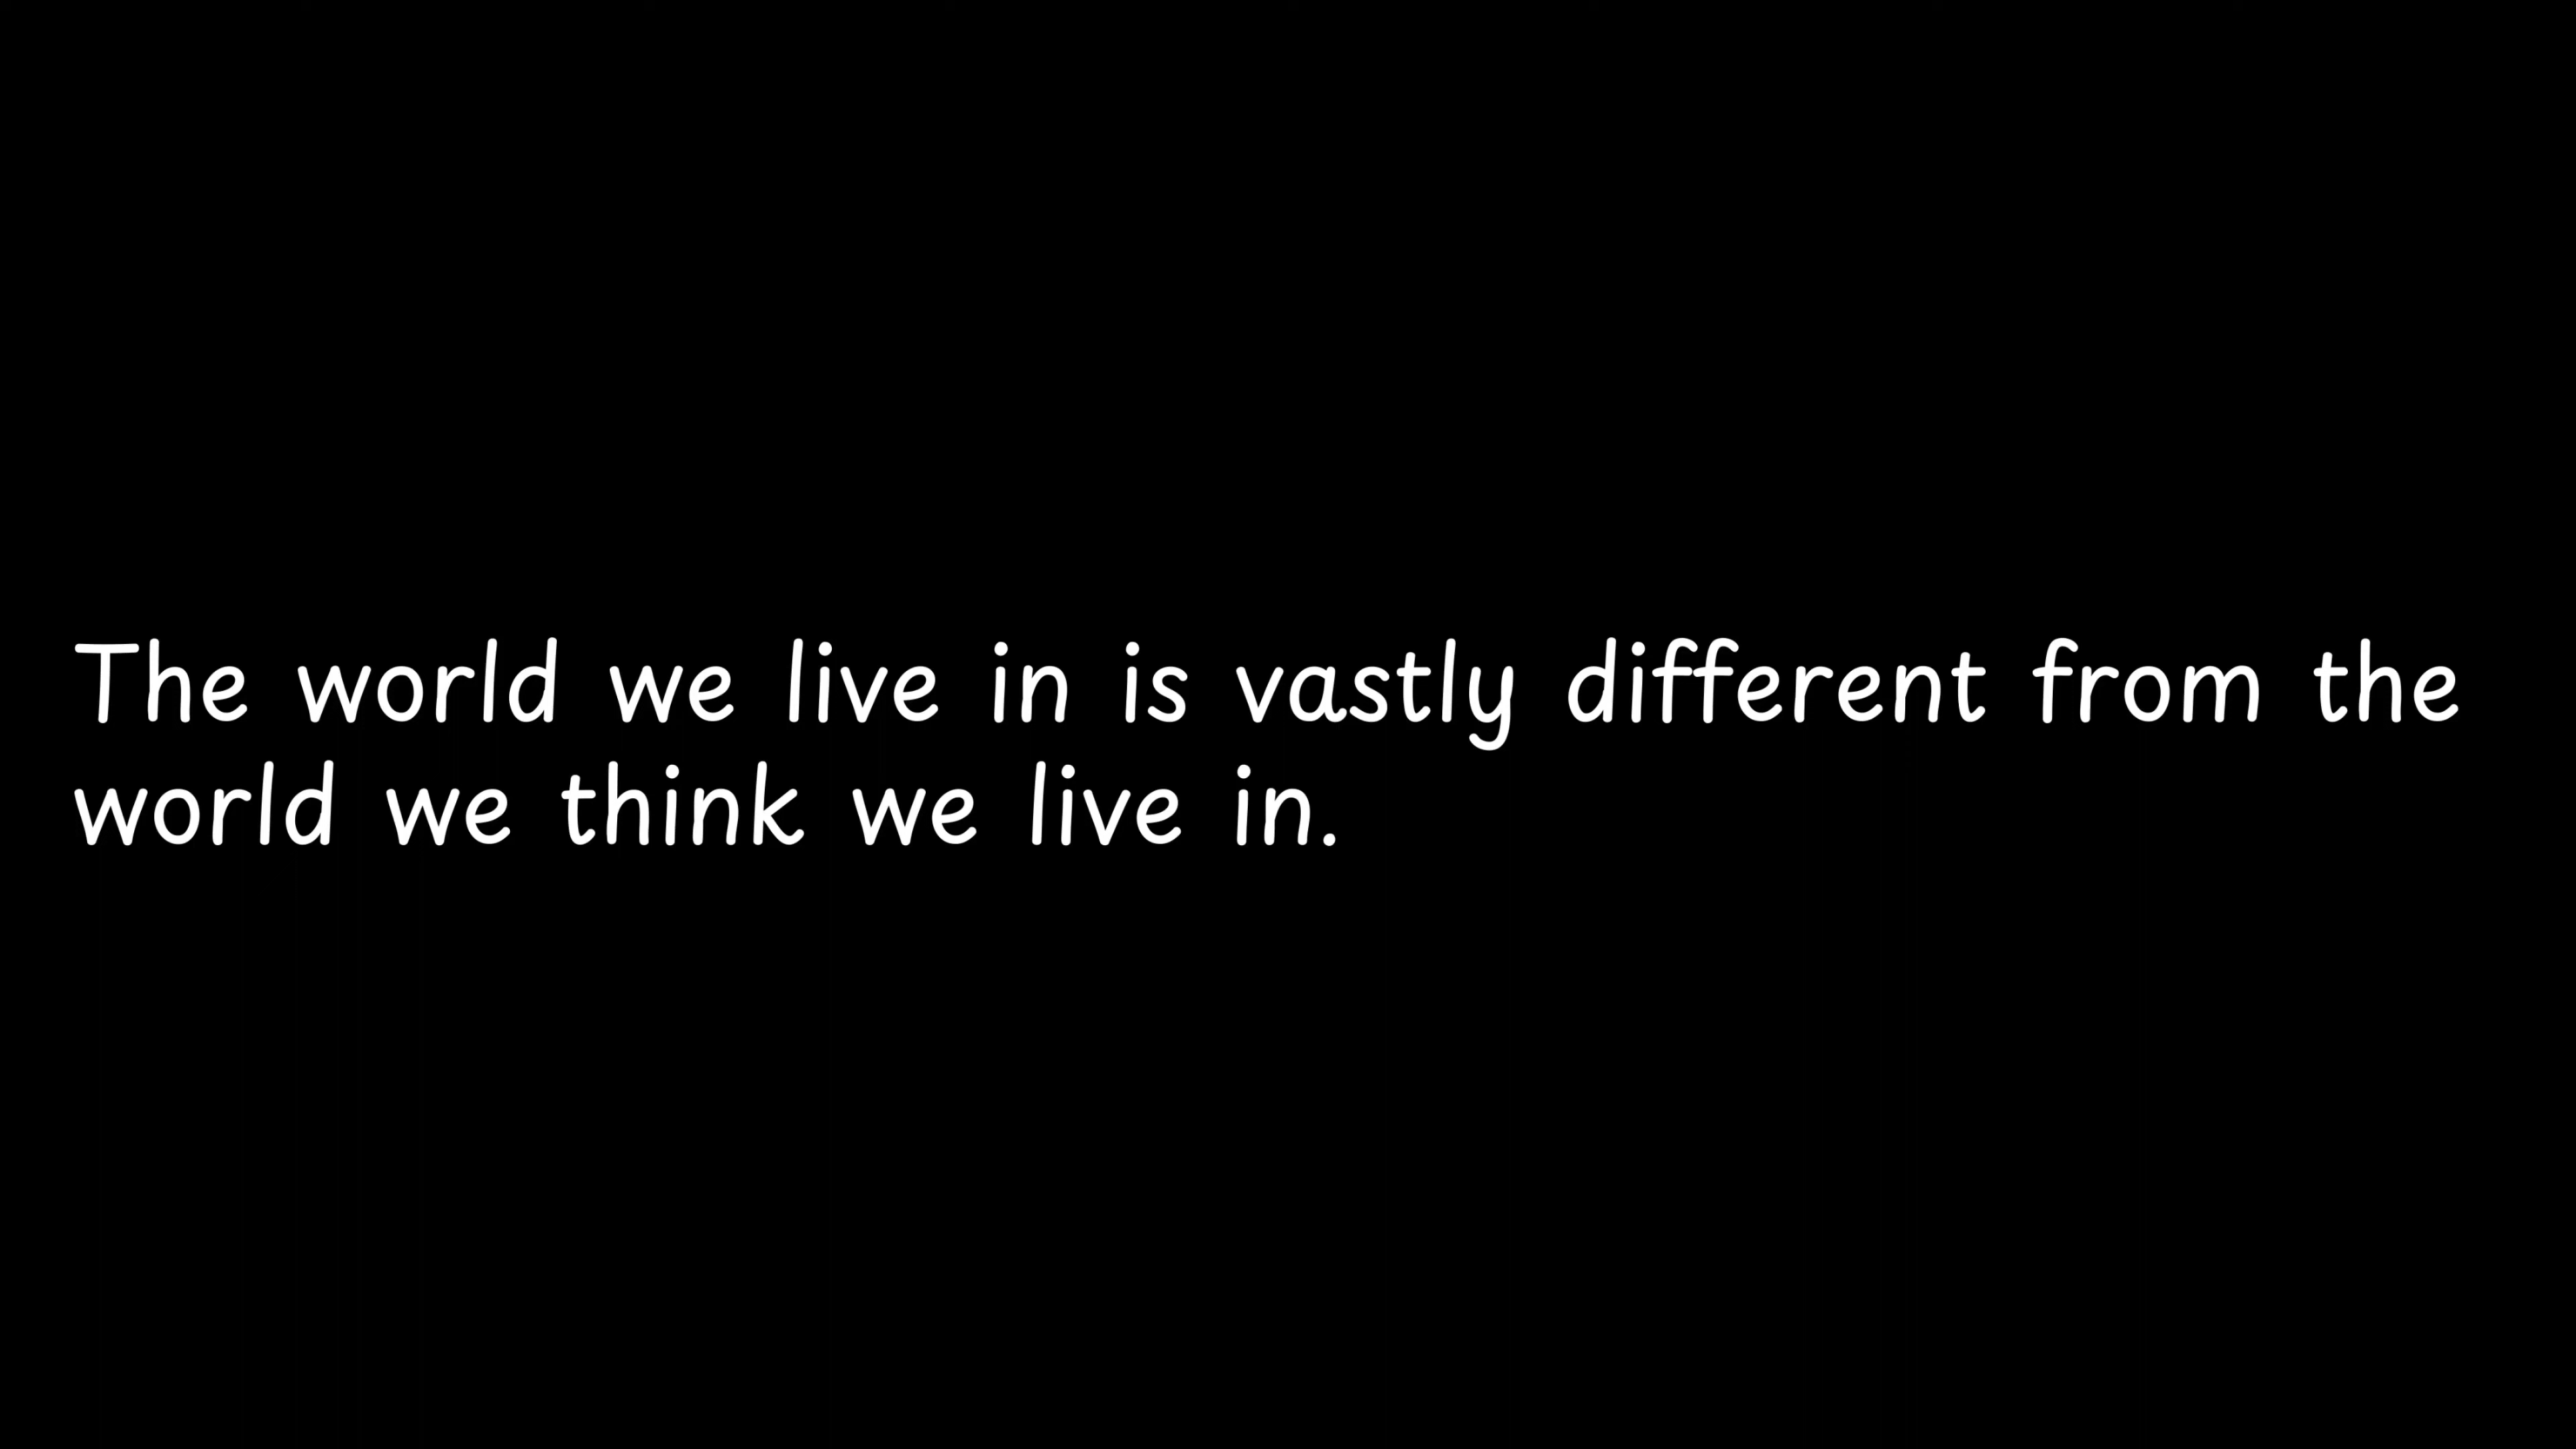 The world we live in is vastly different from the
world we think we live in.